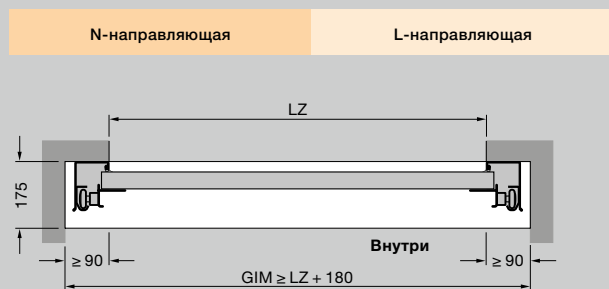 N-направляющая L-направляющая
LZ
175
Внутри
≥ 90 ≥ 90
GIM ≥ LZ + 180